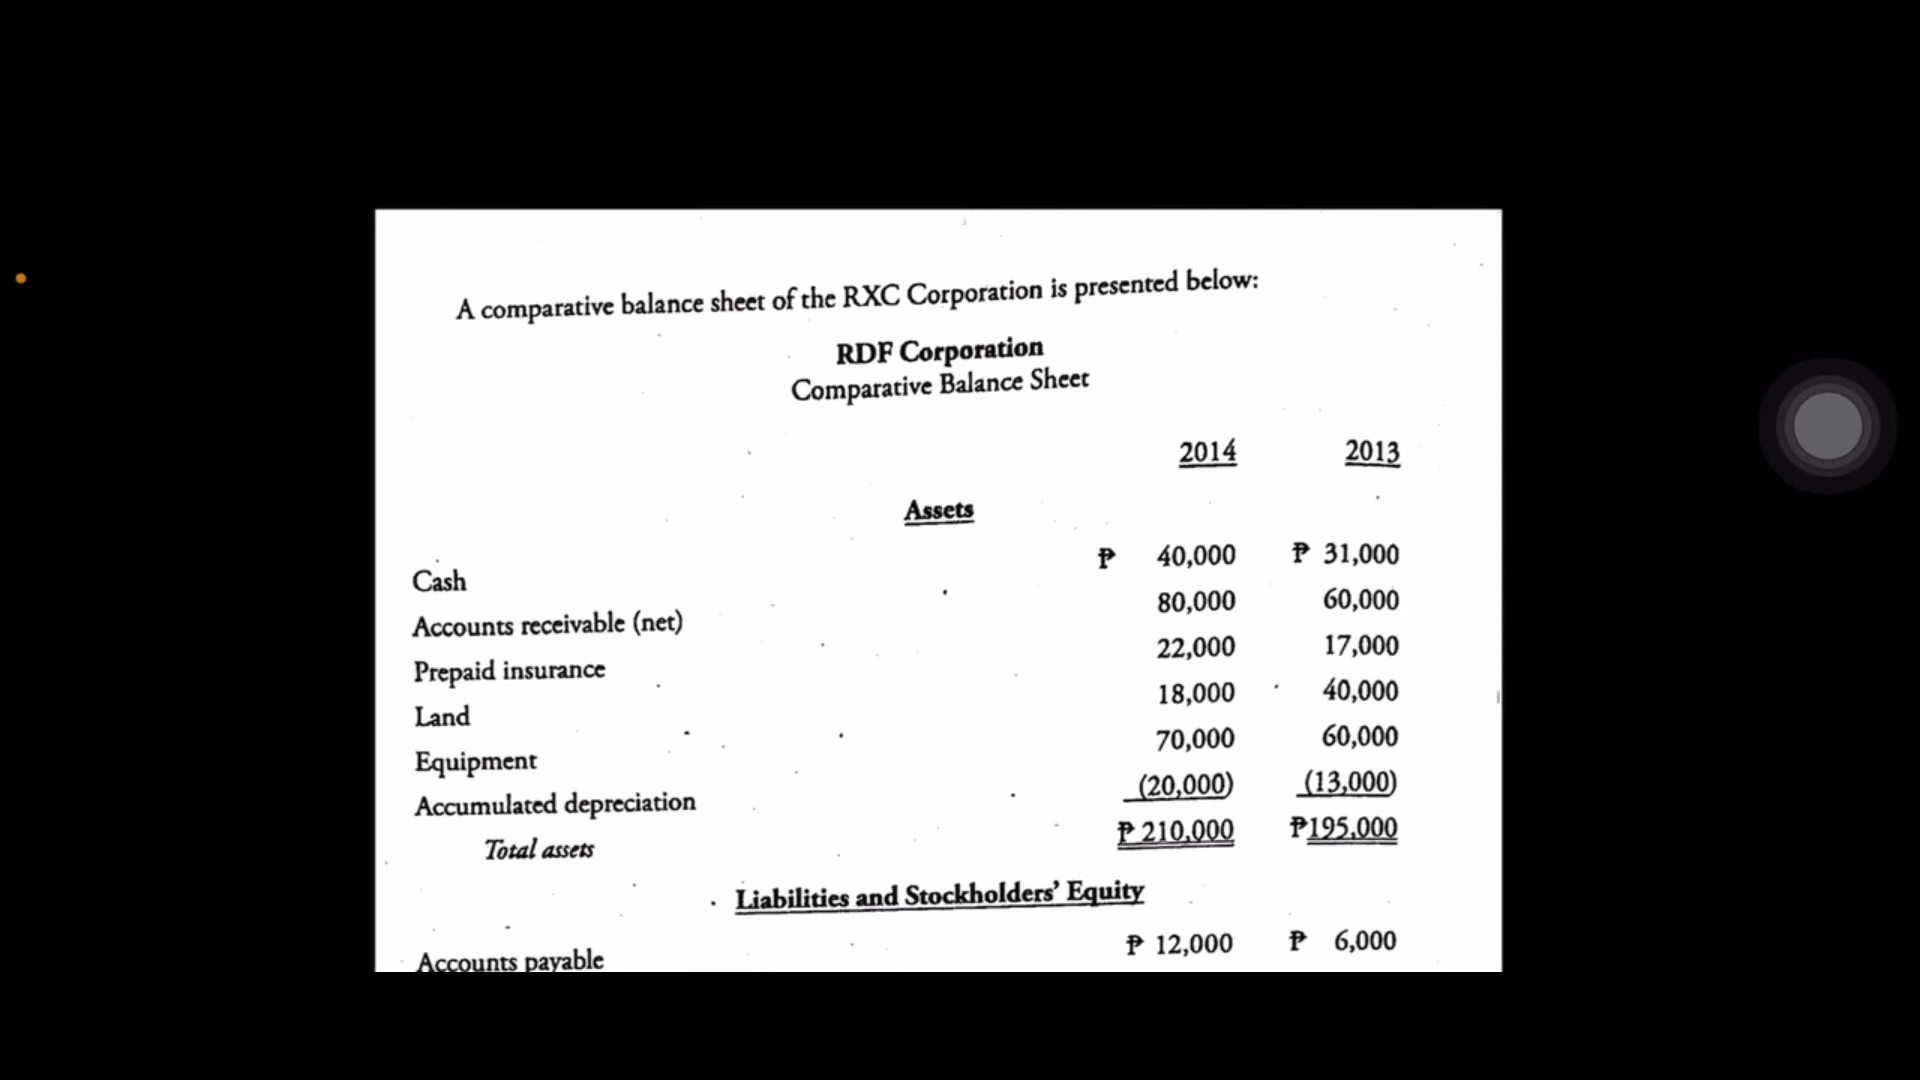 A comparative balance sheet of the RXC Corporation is presented below:
RDF Corporation
Comparative Balance Sheet
2014 2013
Assets
Cash ₱ 40,000 ₱ 31,000
Accounts receivable (net) 80,000 60,000
Prepaid insurance 22,000 17,000
Land 18,000 40,000
Equipment 70,000 60,000
Accumulated depreciation (20,000) (13,000)
Total assets ₱ 210,000 ₱195,000
Liabilities and Stockholders' Equity
Accounts payable ₱ 12,000 ₱ 6,000